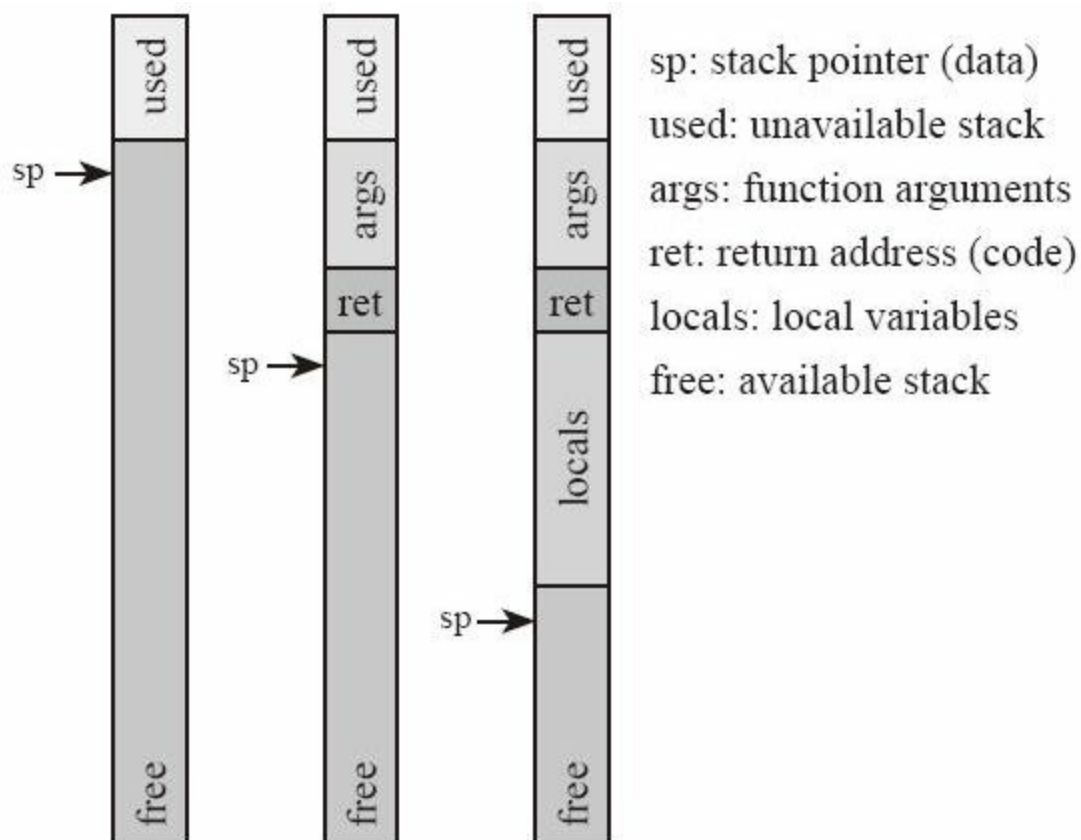 used
sp
free
used
args
ret
sp
free
used
args
ret
locals
sp
free
sp: stack pointer (data)
used: unavailable stack
args: function arguments
ret: return address (code)
locals: local variables
free: available stack